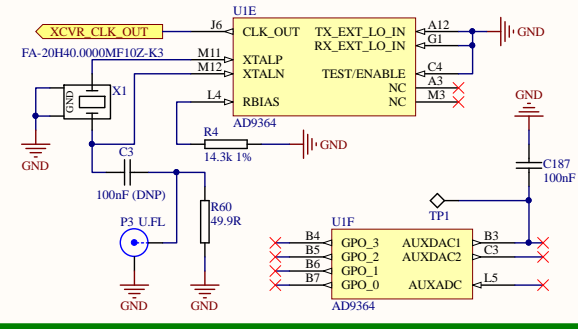 U1E
XCVR_CLK_OUT
J6
CLK_OUT
TX_EXT_LO_IN
A12
RX_EXT_LO_IN
G1
GND
FA-20H40.0000MF10Z-K3
M11
XTALP
M12
XTALN
TEST/ENABLE
C4
NC
A3
NC
M3
L4
RBIAS
AD9364
GND
X1
GND
R4
14.3k 1%
GND
GND
C187
100nF
C3
100nF (DNP)
R60
49.9R
P3 U.FL
GND
GND
TP1
U1F
B4
GPO_3
AUXDAC1
B3
B5
GPO_2
AUXDAC2
C3
B6
GPO_1
B7
GPO_0
AUXADC
L5
AD9364